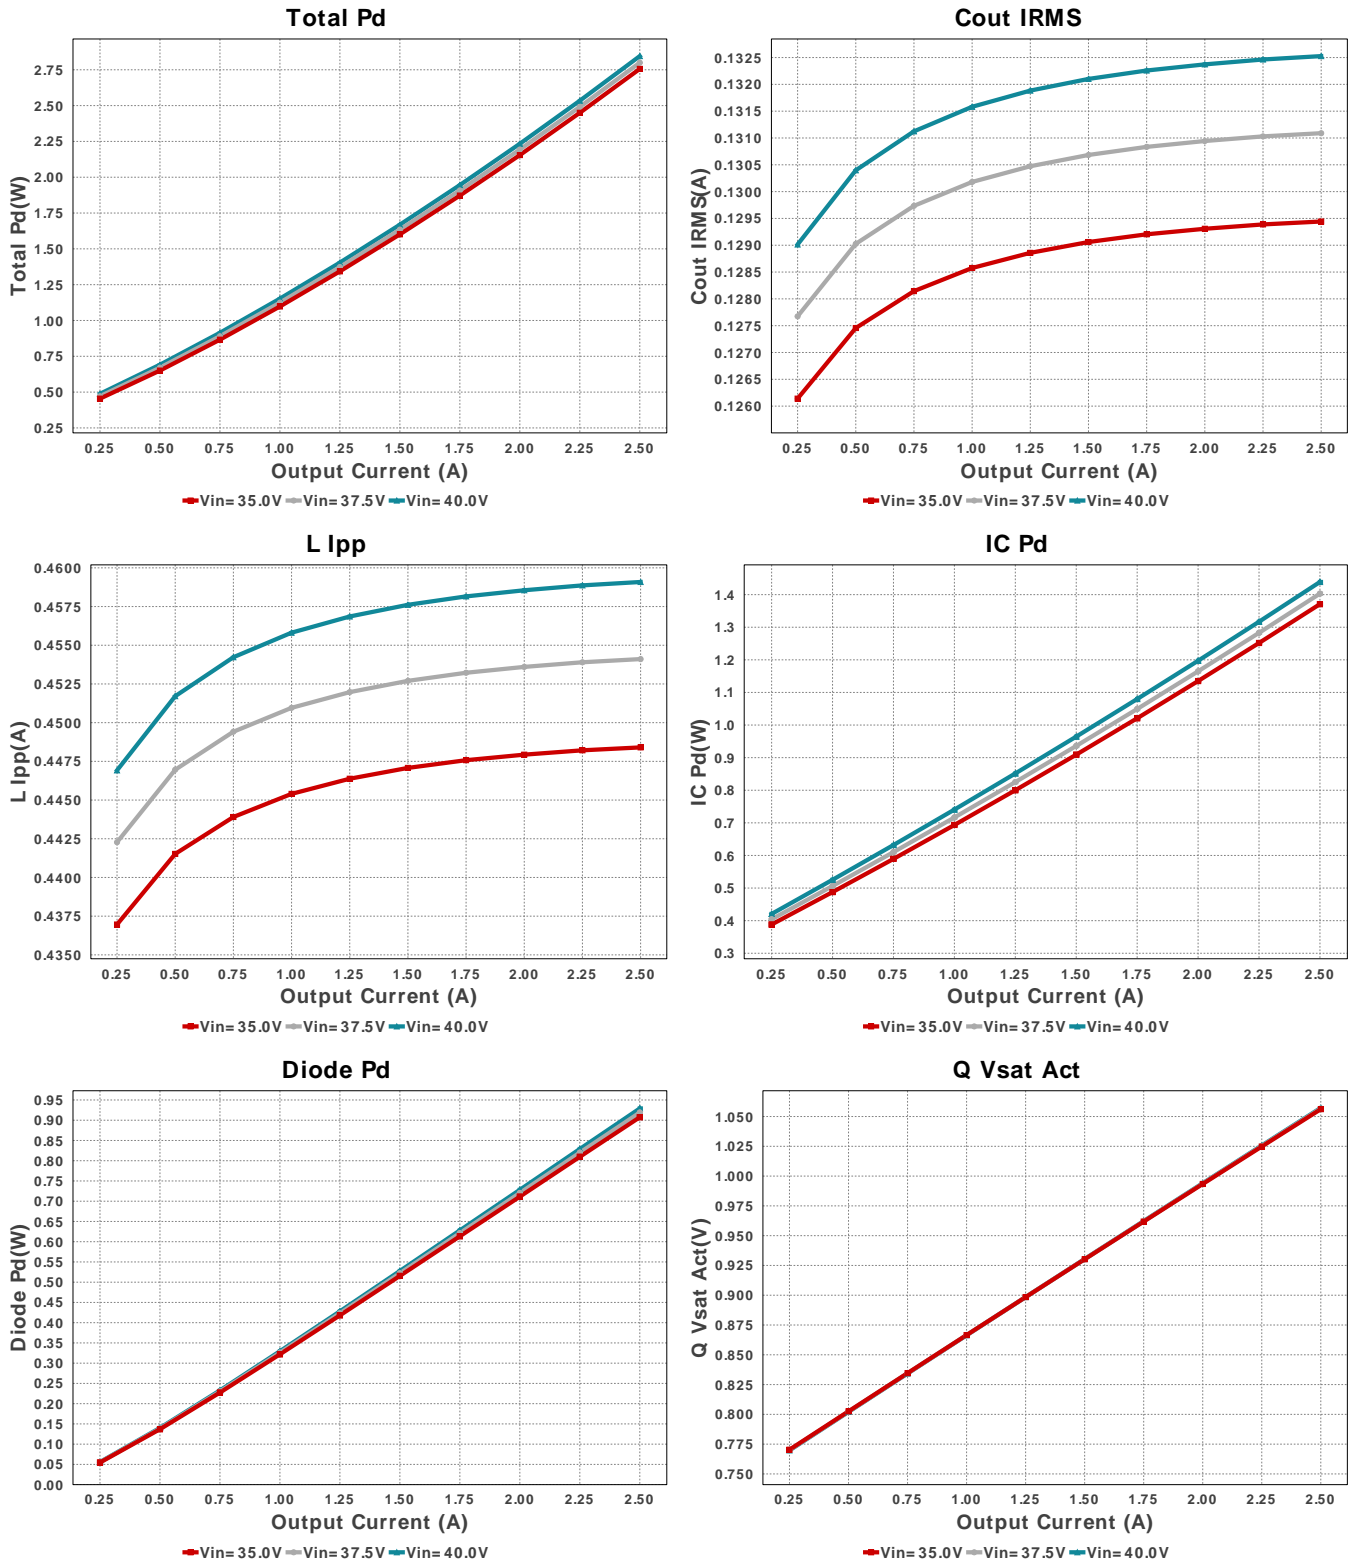 Total Pd
2.75
2.50
2.25
2.00
1.75
1.50
1.25
1.00
0.75
0.50
0.25
Total Pd(W)
0.25 0.50 0.75 1.00 1.25 1.50 1.75 2.00 2.25 2.50
Output Current (A)
Vin= 35.0V Vin= 37.5V Vin= 40.0V
Cout IRMS
0.1325
0.1320
0.1315
0.1310
0.1305
0.1300
0.1295
0.1290
0.1285
0.1280
0.1275
0.1270
0.1265
0.1260
Cout IRMS(A)
0.25 0.50 0.75 1.00 1.25 1.50 1.75 2.00 2.25 2.50
Output Current (A)
Vin= 35.0V Vin= 37.5V Vin= 40.0V
L Ipp
0.4600
0.4575
0.4550
0.4525
0.4500
0.4475
0.4450
0.4425
0.4400
0.4375
0.4350
L Ipp(A)
0.25 0.50 0.75 1.00 1.25 1.50 1.75 2.00 2.25 2.50
Output Current (A)
Vin= 35.0V Vin= 37.5V Vin= 40.0V
IC Pd
1.4
1.3
1.2
1.1
1.0
0.9
0.8
0.7
0.6
0.5
0.4
0.3
IC Pd(W)
0.25 0.50 0.75 1.00 1.25 1.50 1.75 2.00 2.25 2.50
Output Current (A)
Vin= 35.0V Vin= 37.5V Vin= 40.0V
Diode Pd
0.95
0.90
0.85
0.80
0.75
0.70
0.65
0.60
0.55
0.50
0.45
0.40
0.35
0.30
0.25
0.20
0.15
0.10
0.05
0.00
Diode Pd(W)
0.25 0.50 0.75 1.00 1.25 1.50 1.75 2.00 2.25 2.50
Output Current (A)
Vin= 35.0V Vin= 37.5V Vin= 40.0V
Q Vsat Act
1.050
1.025
1.000
0.975
0.950
0.925
0.900
0.875
0.850
0.825
0.800
0.775
0.750
Q Vsat Act(V)
0.25 0.50 0.75 1.00 1.25 1.50 1.75 2.00 2.25 2.50
Output Current (A)
Vin= 35.0V Vin= 37.5V Vin= 40.0V